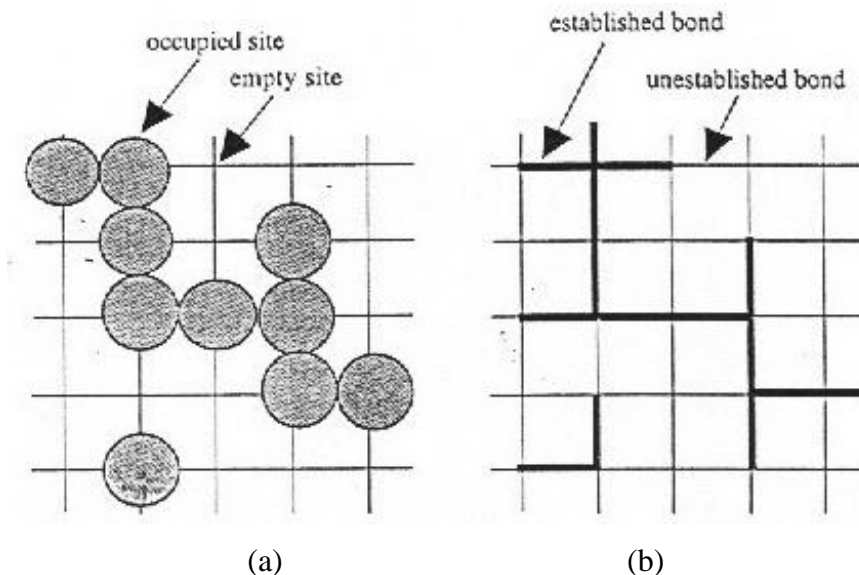 occupied site
empty site
established bond
unestablished bond
(a)
(b)